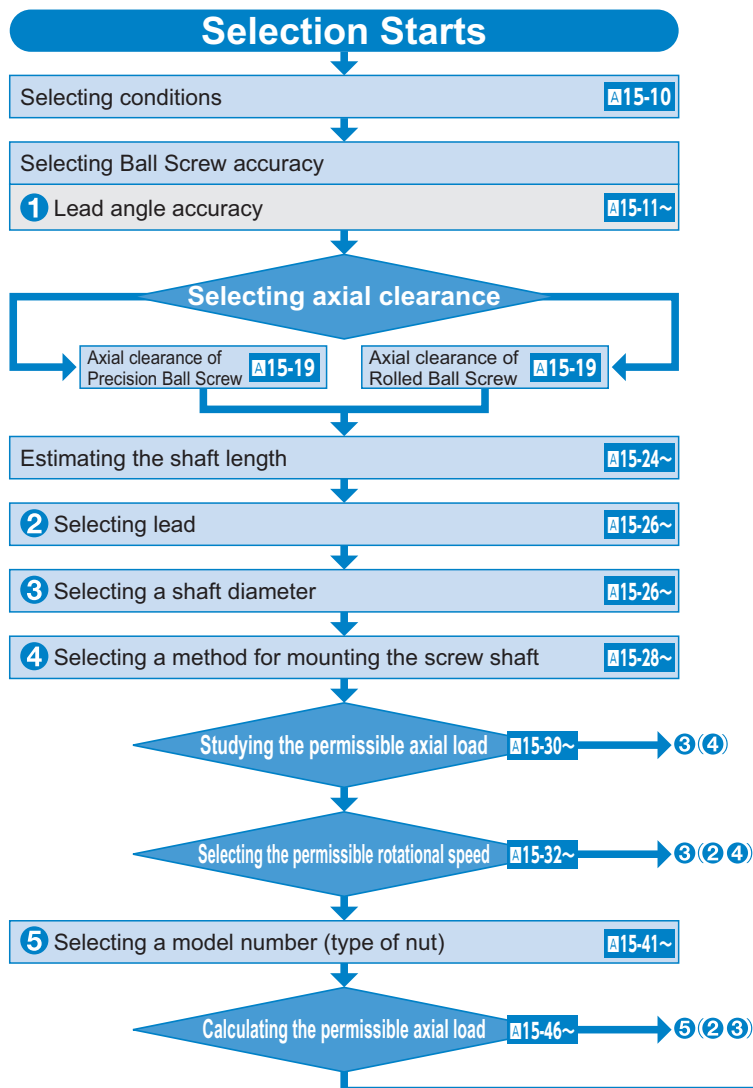 Selection Starts
Selecting conditions A15-10
Selecting Ball Screw accuracy
1 Lead angle accuracy A15-11~
Selecting axial clearance
Axial clearance of
Precision Ball Screw A15-19
Axial clearance of
Rolled Ball Screw A15-19
Estimating the shaft length A15-24~
2 Selecting lead A15-26~
3 Selecting a shaft diameter A15-26~
4 Selecting a method for mounting the screw shaft A15-28~
Studying the permissible axial load A15-30~ 3(4)
Selecting the permissible rotational speed A15-32~ 3(2 4)
5 Selecting a model number (type of nut) A15-41~
Calculating the permissible axial load A15-46~ 5(2 3)